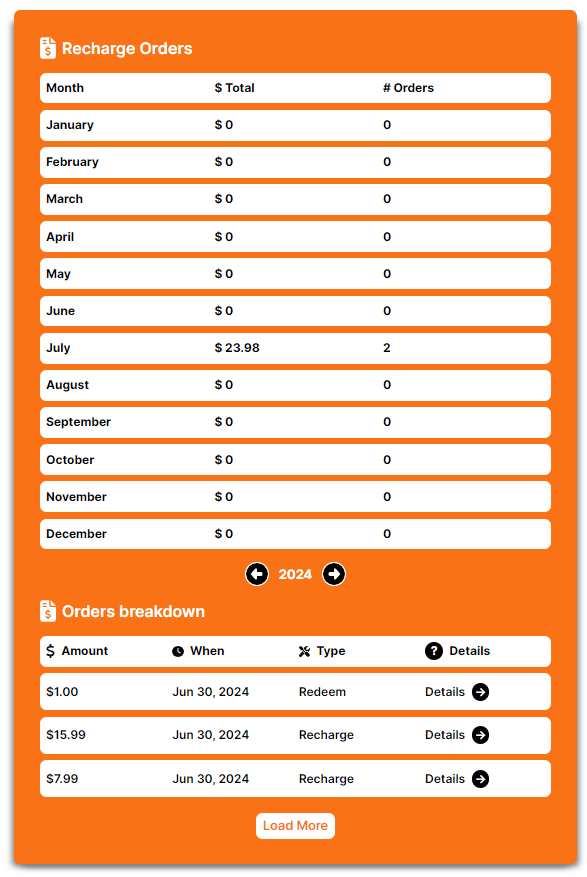 Recharge Orders
Month $ Total # Orders
January $ 0 0
February $ 0 0
March $ 0 0
April $ 0 0
May $ 0 0
June $ 0 0
July $ 23.98 2
August $ 0 0
September $ 0 0
October $ 0 0
November $ 0 0
December $ 0 0
2024
Orders breakdown
$ Amount When Type ? Details
$1.00 Jun 30, 2024 Redeem Details
$15.99 Jun 30, 2024 Recharge Details
$7.99 Jun 30, 2024 Recharge Details
Load More